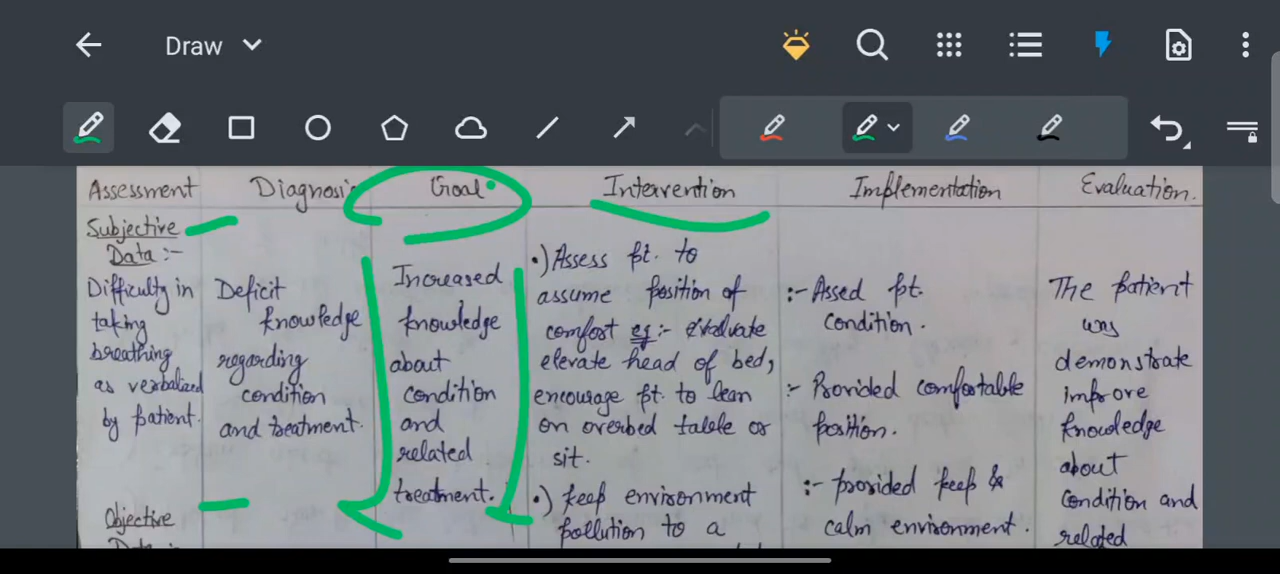 Draw
Assessment
Diagnosis
Goal
Intervention
Implementation
Evaluation.
Subjective
Data :-
Difficulty in
taking
breathing
as verbalized
by patient.
Objective
Deficit
knowledge
regarding
condition
and treatment.
Increased
knowledge
about
condition
and
related
treatment.
•) Assess pt. to
assume position of
comfort eg:- evalvate
elevate head of bed,
encourage pt. to lean
on overbed table or
sit.
•) keep environment
pollution to a
:- Assed pt.
condition.
:- Provided comfortable
position.
:- provided keep &
calm environment.
The patient
was
demonstrate
improve
knowledge
about
condition and
related